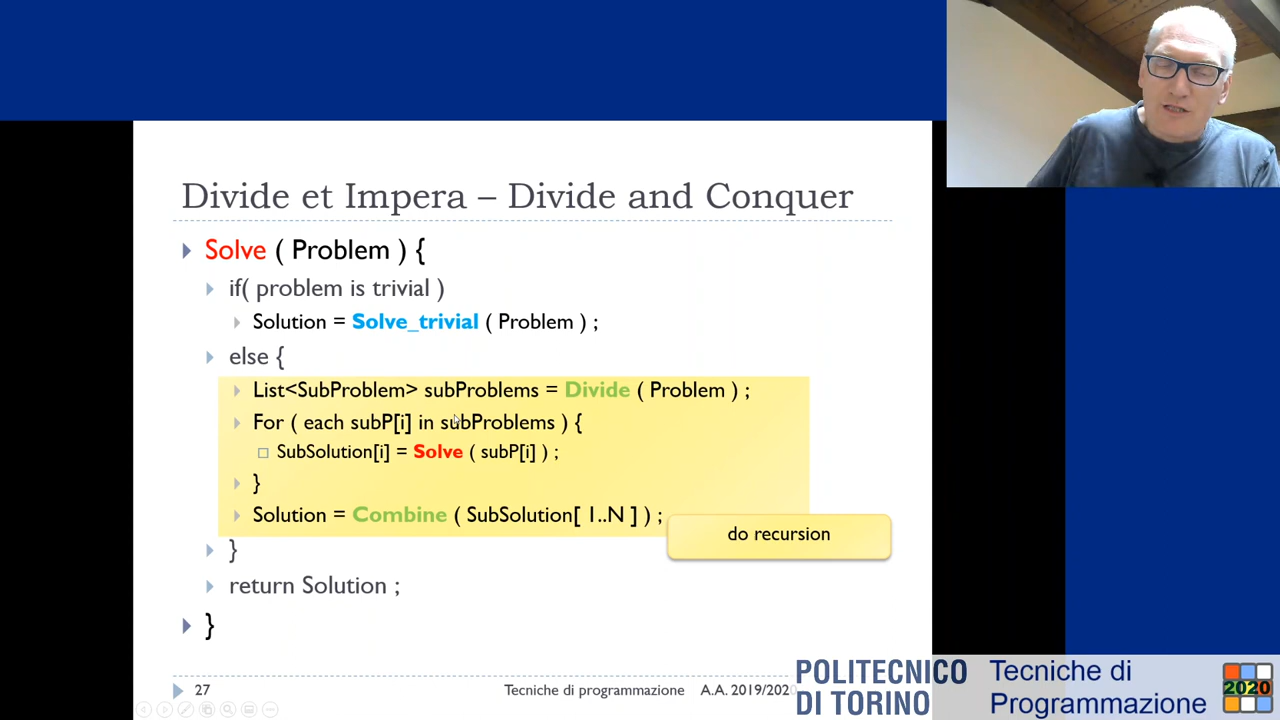 Divide et Impera – Divide and Conquer
Solve ( Problem ) {
if( problem is trivial )
Solution = Solve_trivial ( Problem ) ;
else {
List<SubProblem> subProblems = Divide ( Problem ) ;
For ( each subP[i] in subProblems ) {
SubSolution[i] = Solve ( subP[i] ) ;
}
Solution = Combine ( SubSolution[ 1..N ] ) ;
do recursion
}
return Solution ;
}
27
Tecniche di programmazione A.A. 2019/2020
POLITECNICO
DI TORINO
Tecniche di
Programmazione
2020